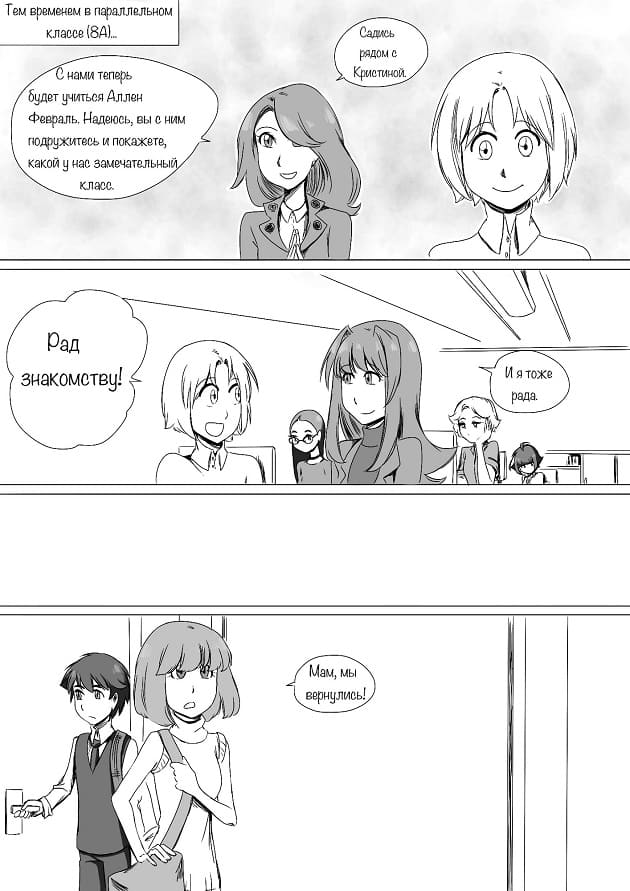 Тем временем в параллельном
классе (8А)...
С нами теперь
будет учиться Аллен
Февраль. Надеюсь, вы с ним
подружитесь и покажете,
какой у нас замечательный
класс.
Садись
рядом с
Кристиной.
Рад
знакомству!
И я тоже
рада.
Мам, мы
вернулись!